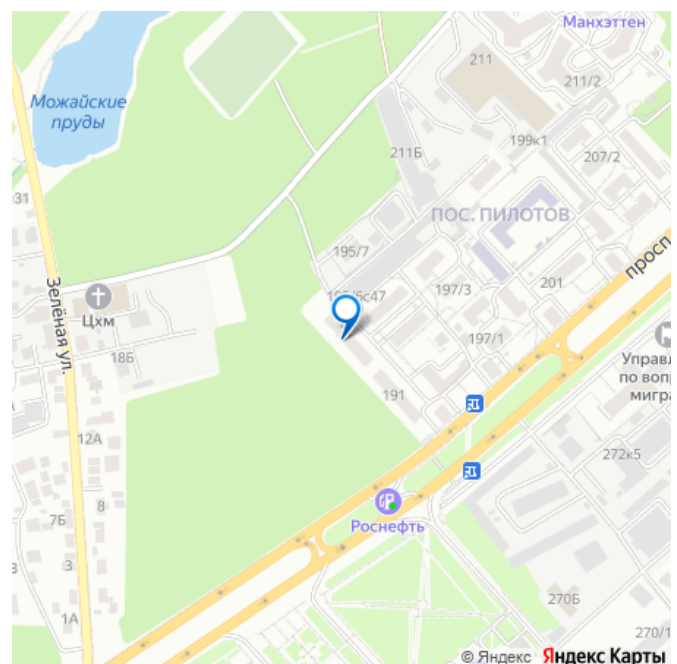 Манхэттен
211
211/2
Можайские
пруды
199к1
211Б
207/2
31
ПОС. ПИЛОТОВ
195/7
просп
Зелёная ул.
201
197/3
Цхм
197/1
18Б
Управл
по вопр
мигра
191
12А
272к5
8
7Б
Роснефть
3
270Б
1А
270/1
© Яндекс Яндекс Карты